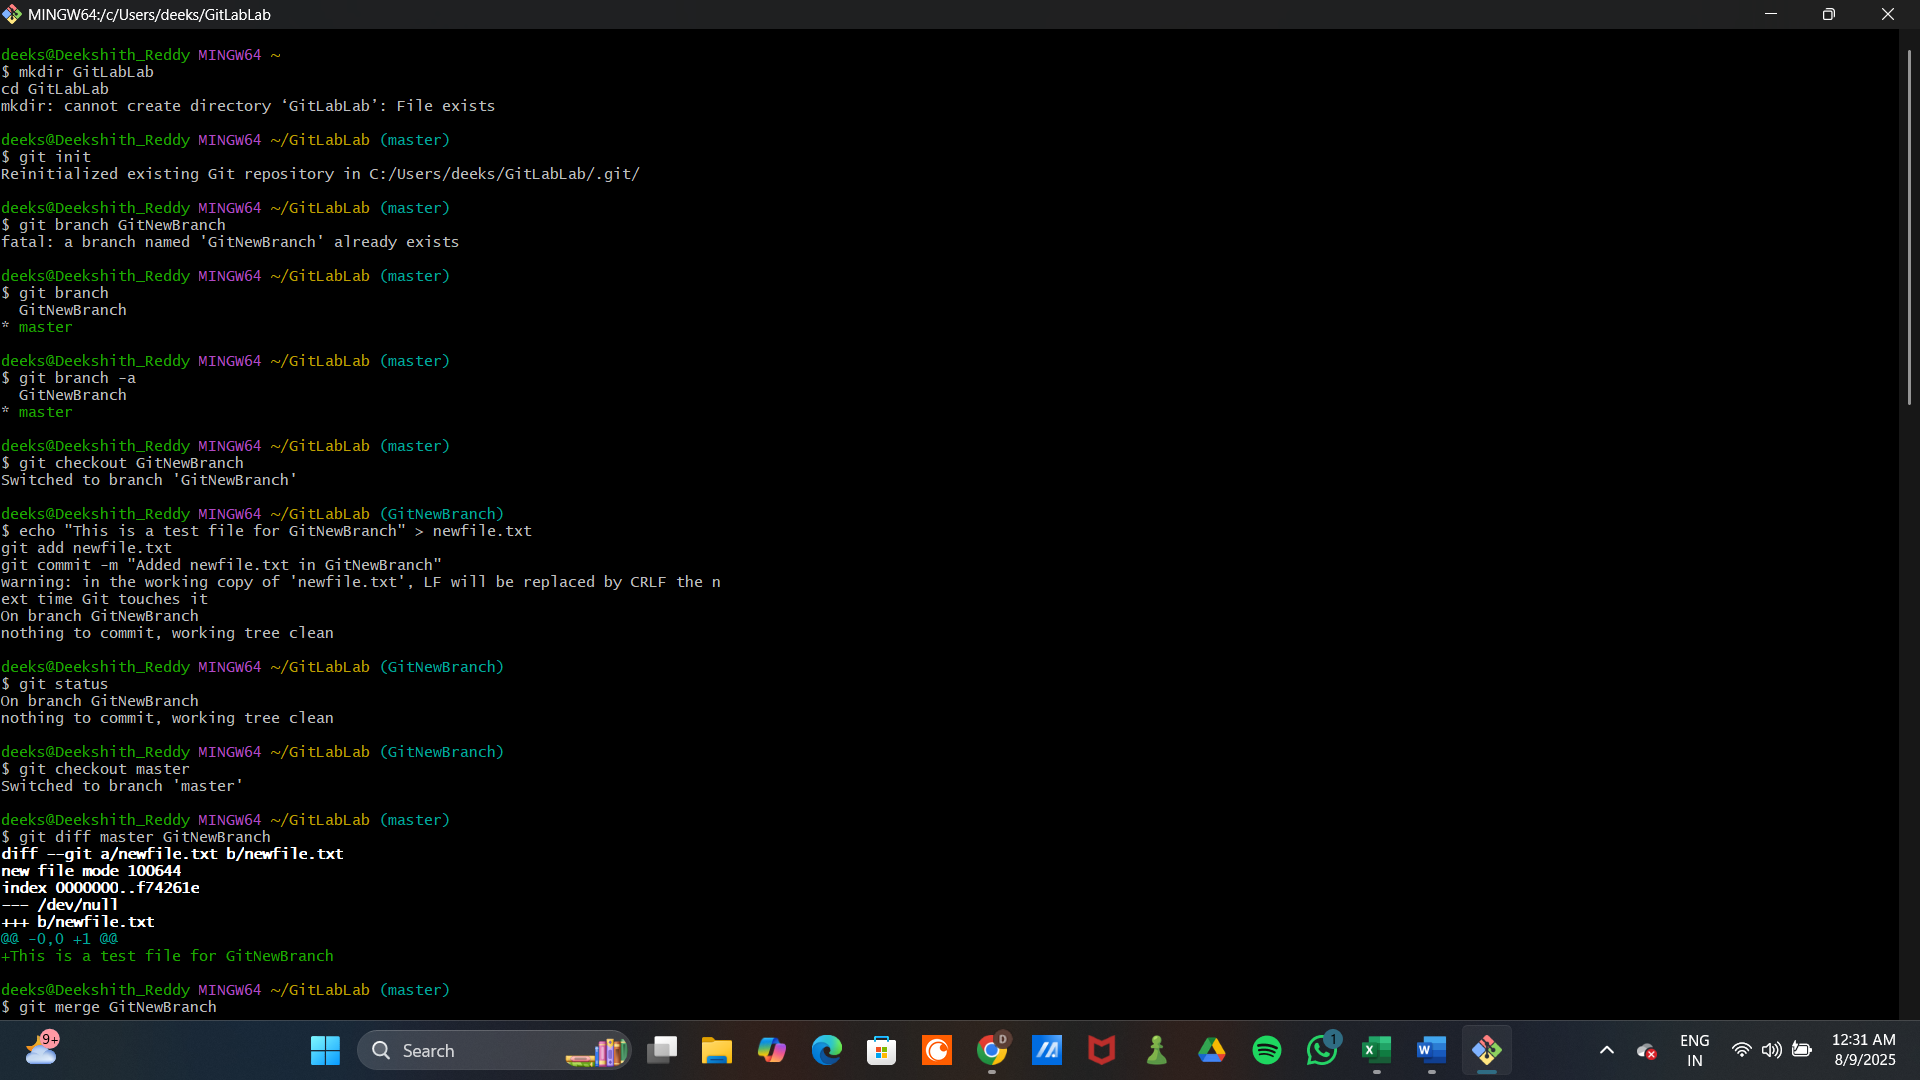 MINGW64:/c/Users/deeks/GitLabLab
deeks@Deekshith_Reddy MINGW64 ~
$ mkdir GitLabLab
cd GitLabLab
mkdir: cannot create directory ‘GitLabLab’: File exists
deeks@Deekshith_Reddy MINGW64 ~/GitLabLab (master)
$ git init
Reinitialized existing Git repository in C:/Users/deeks/GitLabLab/.git/
deeks@Deekshith_Reddy MINGW64 ~/GitLabLab (master)
$ git branch GitNewBranch
fatal: a branch named 'GitNewBranch' already exists
deeks@Deekshith_Reddy MINGW64 ~/GitLabLab (master)
$ git branch
  GitNewBranch
* master
deeks@Deekshith_Reddy MINGW64 ~/GitLabLab (master)
$ git branch -a
  GitNewBranch
* master
deeks@Deekshith_Reddy MINGW64 ~/GitLabLab (master)
$ git checkout GitNewBranch
Switched to branch 'GitNewBranch'
deeks@Deekshith_Reddy MINGW64 ~/GitLabLab (GitNewBranch)
$ echo "This is a test file for GitNewBranch" > newfile.txt
git add newfile.txt
git commit -m "Added newfile.txt in GitNewBranch"
warning: in the working copy of 'newfile.txt', LF will be replaced by CRLF the n
ext time Git touches it
On branch GitNewBranch
nothing to commit, working tree clean
deeks@Deekshith_Reddy MINGW64 ~/GitLabLab (GitNewBranch)
$ git status
On branch GitNewBranch
nothing to commit, working tree clean
deeks@Deekshith_Reddy MINGW64 ~/GitLabLab (GitNewBranch)
$ git checkout master
Switched to branch 'master'
deeks@Deekshith_Reddy MINGW64 ~/GitLabLab (master)
$ git diff master GitNewBranch
diff --git a/newfile.txt b/newfile.txt
new file mode 100644
index 0000000..f74261e
--- /dev/null
+++ b/newfile.txt
@@ -0,0 +1 @@
+This is a test file for GitNewBranch
deeks@Deekshith_Reddy MINGW64 ~/GitLabLab (master)
$ git merge GitNewBranch
9+
Search
D
1
X
W
ENG
IN
12:31 AM
8/9/2025